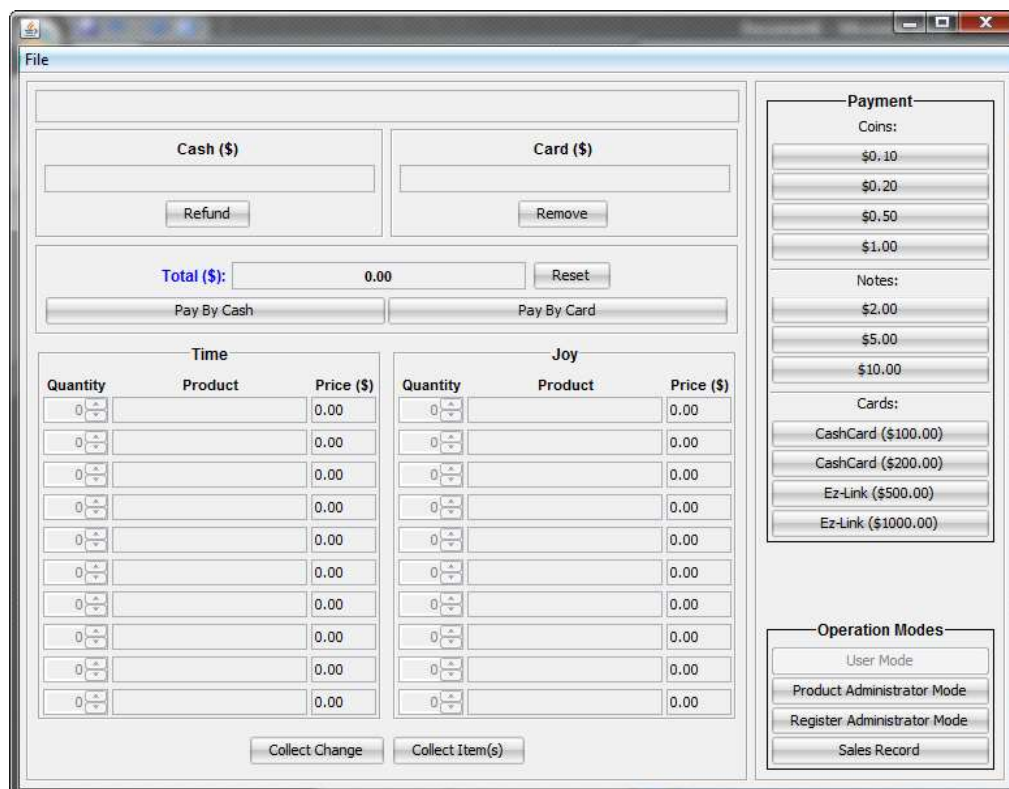 File
Cash ($)
Refund
Card ($)
Remove
Total ($): 0.00 Reset
Pay By Cash Pay By Card
Time
Quantity Product Price ($)
0 0.00
0 0.00
0 0.00
0 0.00
0 0.00
0 0.00
0 0.00
0 0.00
0 0.00
0 0.00
Joy
Quantity Product Price ($)
0 0.00
0 0.00
0 0.00
0 0.00
0 0.00
0 0.00
0 0.00
0 0.00
0 0.00
0 0.00
Collect Change Collect Item(s)
Payment
Coins:
$0.10
$0.20
$0.50
$1.00
Notes:
$2.00
$5.00
$10.00
Cards:
CashCard ($100.00)
CashCard ($200.00)
Ez-Link ($500.00)
Ez-Link ($1000.00)
Operation Modes
User Mode
Product Administrator Mode
Register Administrator Mode
Sales Record